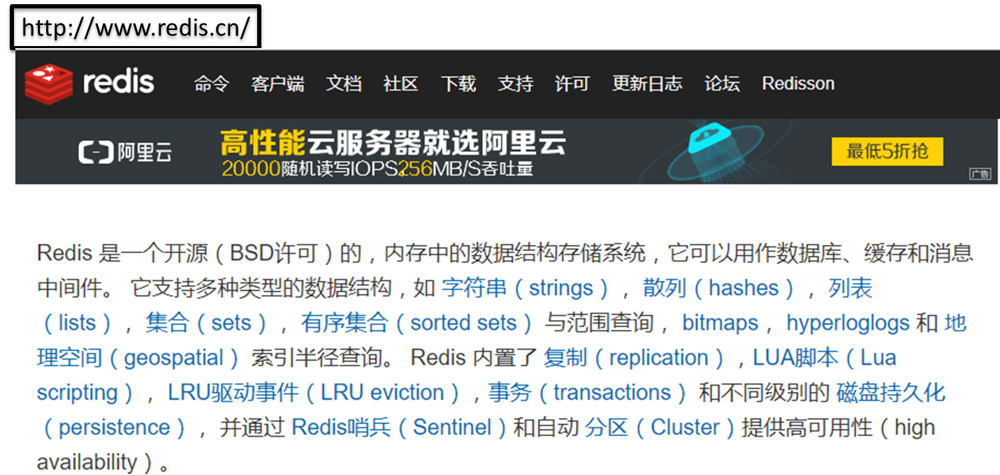 http://www.redis.cn/
redis 命令 客户端 文档 社区 下载 支持 许可 更新日志 论坛 Redisson
阿里云 高性能云服务器就选阿里云 最低5折抢
20000随机读写IOPS,256MB/S吞吐量
广告
Redis 是一个开源（BSD许可）的，内存中的数据结构存储系统，它可以用作数据库、缓存和消息
中间件。 它支持多种类型的数据结构，如 字符串（strings）， 散列（hashes）， 列表
（lists）， 集合（sets）， 有序集合（sorted sets） 与范围查询， bitmaps， hyperloglogs 和 地
理空间（geospatial） 索引半径查询。 Redis 内置了 复制（replication），LUA脚本（Lua
scripting）， LRU驱动事件（LRU eviction），事务（transactions） 和不同级别的 磁盘持久化
（persistence）， 并通过 Redis哨兵（Sentinel）和自动 分区（Cluster）提供高可用性（high
availability）。